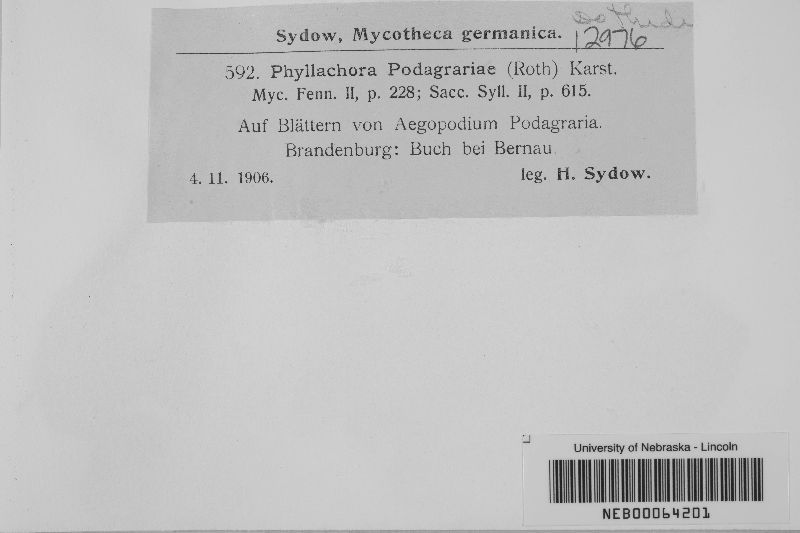 Sydow, Mycotheca germanica.
12976
592. Phyllachora Podagrariae (Roth) Karst.
Myc. Fenn. II, p. 228; Sacc. Syll. II, p. 615.
Auf Blättern von Aegopodium Podagraria.
Brandenburg: Buch bei Bernau.
4. 11. 1906. leg. H. Sydow.
University of Nebraska - Lincoln
NEB00064201